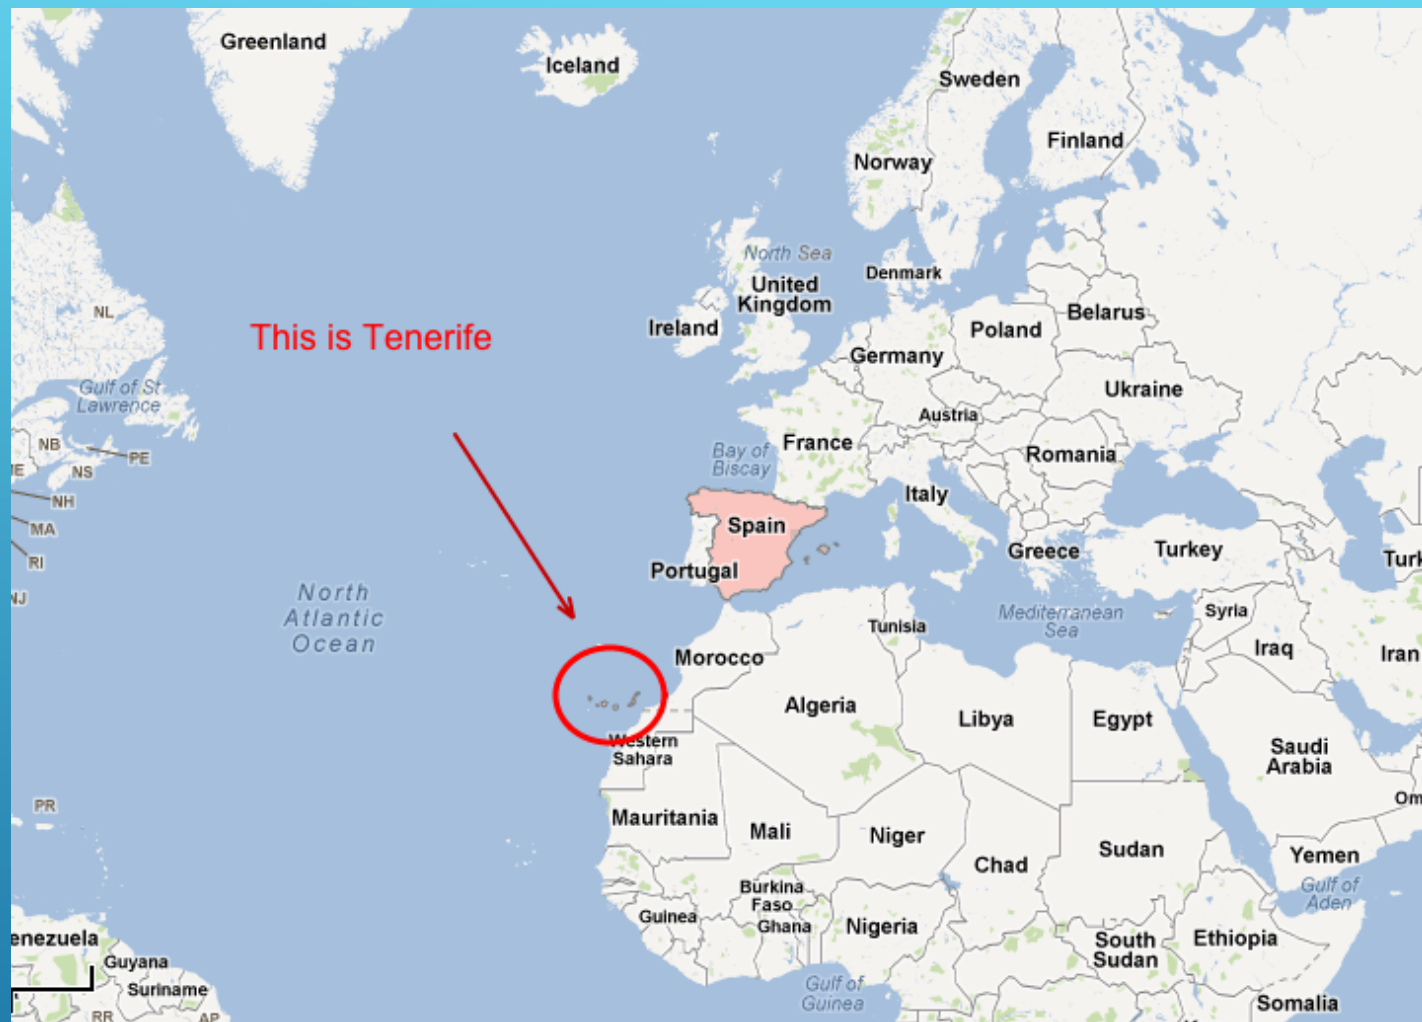 Greenland
Iceland
Sweden
Finland
Norway
North Sea
Denmark
United
Kingdom
NL
Belarus
Ireland
Poland
This is Tenerife
Germany
Gulf of St
Lawrence
Ukraine
Austria
NB
PE
NS
France
Bay of
Biscay
Romania
NH
Italy
MA
Spain
RI
Portugal
Greece
Turkey
Turk
NJ
North
Atlantic
Ocean
Mediterranean
Sea
Syria
Tunisia
Iraq
Iran
Morocco
Algeria
Libya
Egypt
Western
Sahara
Saudi
Arabia
PR
Om
Mauritania
Mali
Niger
Chad
Sudan
Yemen
Gulf of
Aden
Burkina
Faso
Guinea
Ghana
Nigeria
South
Sudan
Ethiopia
enezuela
Guyana
Suriname
Gulf of
Guinea
Somalia
RR
AP